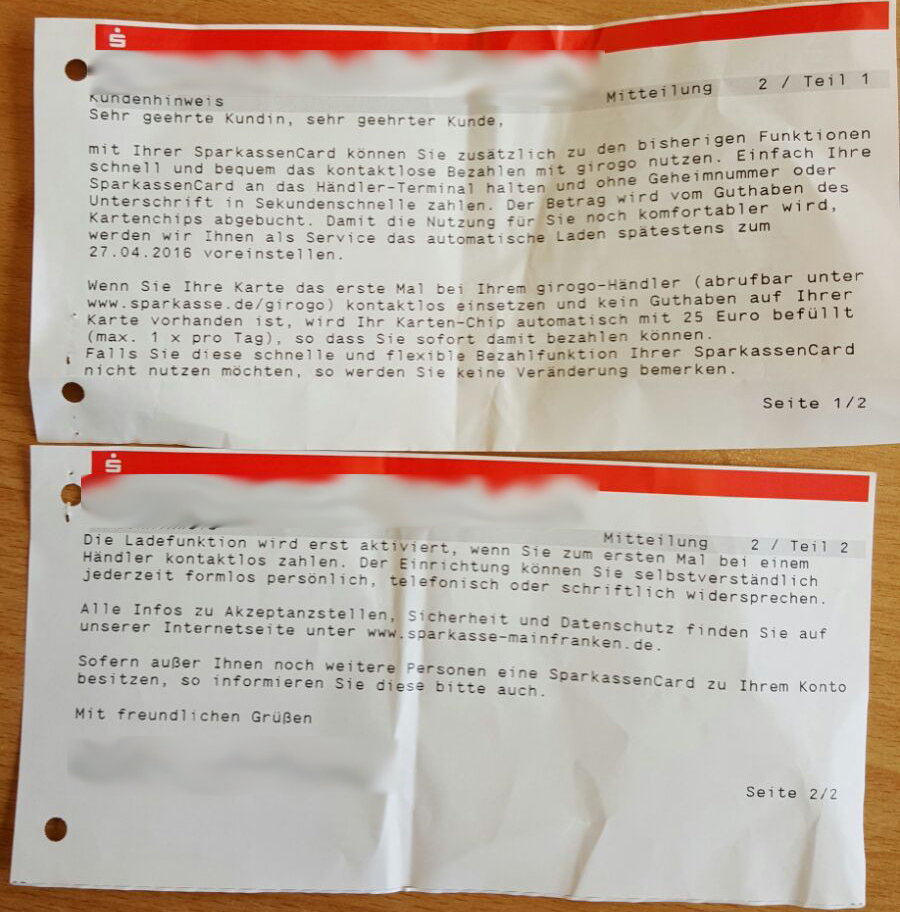 Mitteilung 2 / Teil 1
Kundenhinweis
Sehr geehrte Kundin, sehr geehrter Kunde,
mit Ihrer SparkassenCard können Sie zusätzlich zu den bisherigen Funktionen
schnell und bequem das kontaktlose Bezahlen mit girogo nutzen. Einfach Ihre
SparkassenCard an das Händler-Terminal halten und ohne Geheimnummer oder
Unterschrift in Sekundenschnelle zahlen. Der Betrag wird vom Guthaben des
Kartenchips abgebucht. Damit die Nutzung für Sie noch komfortabler wird,
werden wir Ihnen als Service das automatische Laden spätestens zum
27.04.2016 voreinstellen.
Wenn Sie Ihre Karte das erste Mal bei Ihrem girogo-Händler (abrufbar unter
www.sparkasse.de/girogo) kontaktlos einsetzen und kein Guthaben auf Ihrer
Karte vorhanden ist, wird Ihr Karten-Chip automatisch mit 25 Euro befüllt
(max. 1 x pro Tag), so dass Sie sofort damit bezahlen können.
Falls Sie diese schnelle und flexible Bezahlfunktion Ihrer SparkassenCard
nicht nutzen möchten, so werden Sie keine Veränderung bemerken.
Seite 1/2
Mitteilung 2 / Teil 2
Die Ladefunktion wird erst aktiviert, wenn Sie zum ersten Mal bei einem
Händler kontaktlos zahlen. Der Einrichtung können Sie selbstverständlich
jederzeit formlos persönlich, telefonisch oder schriftlich widersprechen.
Alle Infos zu Akzeptanzstellen, Sicherheit und Datenschutz finden Sie auf
unserer Internetseite unter www.sparkasse-mainfranken.de.
Sofern außer Ihnen noch weitere Personen eine SparkassenCard zu Ihrem Konto
besitzen, so informieren Sie diese bitte auch.
Mit freundlichen Grüßen
Seite 2/2